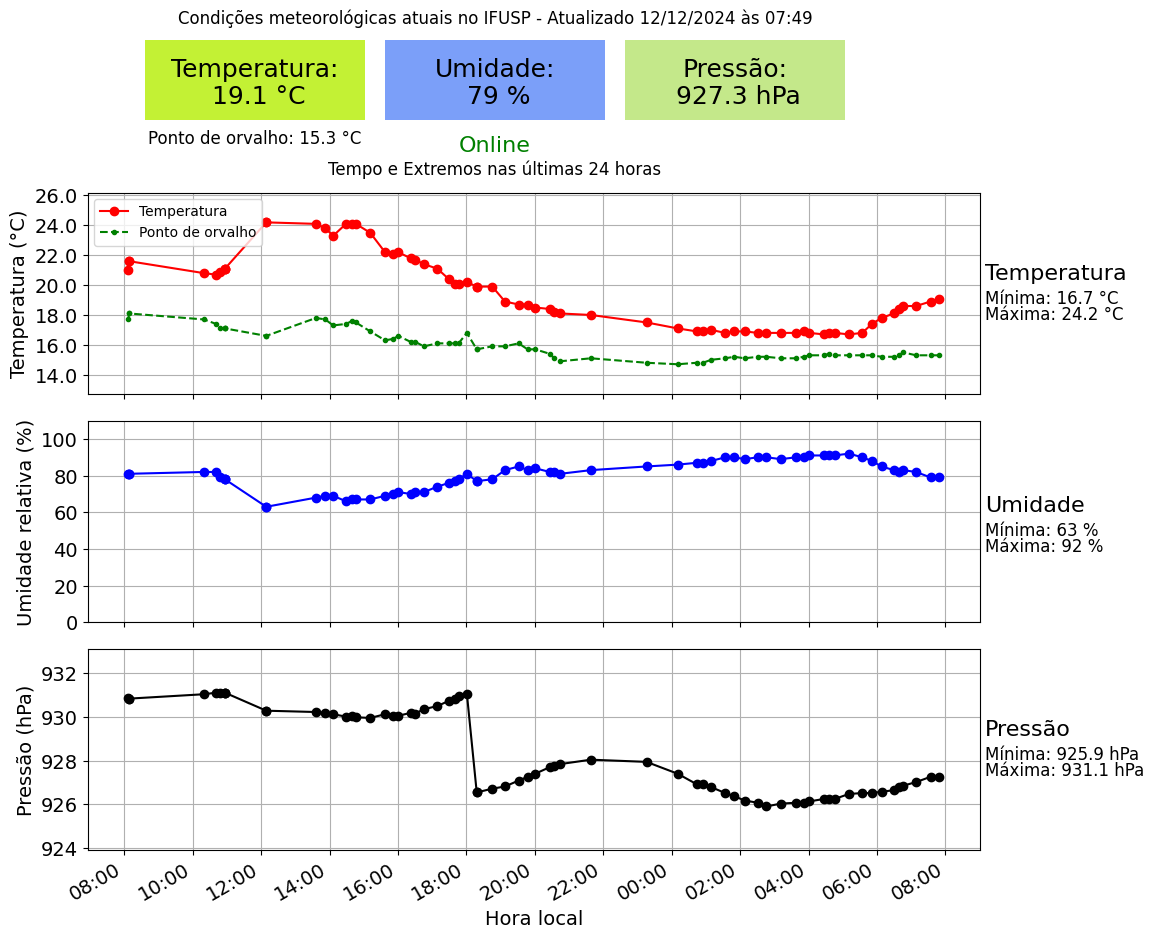 Condições meteorológicas atuais no IFUSP - Atualizado 12/12/2024 às 07:49
Temperatura:
19.1 °C
Umidade:
79 %
Pressão:
927.3 hPa
Ponto de orvalho: 15.3 °C
Online
Tempo e Extremos nas últimas 24 horas
Temperatura (°C)
26.0
24.0
22.0
20.0
18.0
16.0
14.0
Temperatura
Ponto de orvalho
Temperatura
Mínima: 16.7 °C
Máxima: 24.2 °C
Umidade relativa (%)
100
80
60
40
20
0
Umidade
Mínima: 63 %
Máxima: 92 %
Pressão (hPa)
932
930
928
926
924
Pressão
Mínima: 925.9 hPa
Máxima: 931.1 hPa
08:00
10:00
12:00
14:00
16:00
18:00
20:00
22:00
00:00
02:00
04:00
06:00
08:00
Hora local